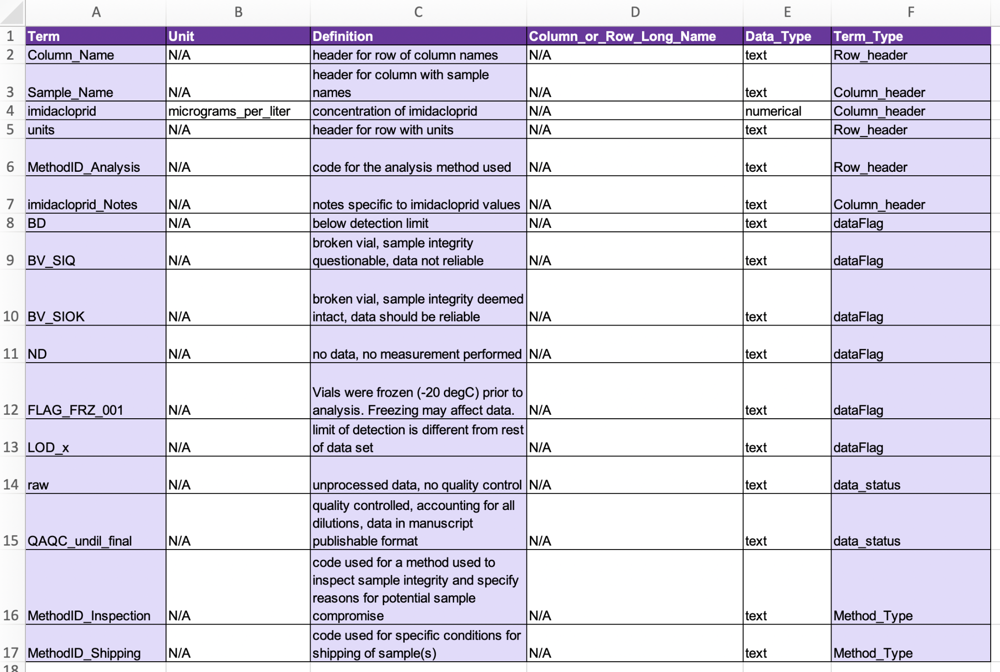 A B C D E F
1 Term Unit Definition Column_or_Row_Long_Name Data_Type Term_Type
2 Column_Name N/A header for row of column names N/A text Row_header
header for column with sample
3 Sample_Name N/A names N/A text Column_header
4 imidacloprid micrograms_per_liter concentration of imidacloprid N/A numerical Column_header
5 units N/A header for row with units N/A text Row_header
6 MethodID_Analysis N/A code for the analysis method used N/A text Row_header
7 imidacloprid_Notes N/A notes specific to imidacloprid values N/A text Column_header
8 BD N/A below detection limit N/A text dataFlag
broken vial, sample integrity
9 BV_SIQ N/A questionable, data not reliable N/A text dataFlag
broken vial, sample integrity deemed
10 BV_SIOK N/A intact, data should be reliable N/A text dataFlag
11 ND N/A no data, no measurement performed N/A text dataFlag
Vials were frozen (-20 degC) prior to
12 FLAG_FRZ_001 N/A analysis. Freezing may affect data. N/A text dataFlag
limit of detection is different from rest
13 LOD_x N/A of data set N/A text dataFlag
14 raw N/A unprocessed data, no quality control N/A text data_status
quality controlled, accounting for all
dilutions, data in manuscript
15 QAQC_undil_final N/A publishable format N/A text data_status
code used for a method used to
inspect sample integrity and specify
reasons for potential sample
16 MethodID_Inspection N/A compromise N/A text Method_Type
code used for specific conditions for
17 MethodID_Shipping N/A shipping of sample(s) N/A text Method_Type
18